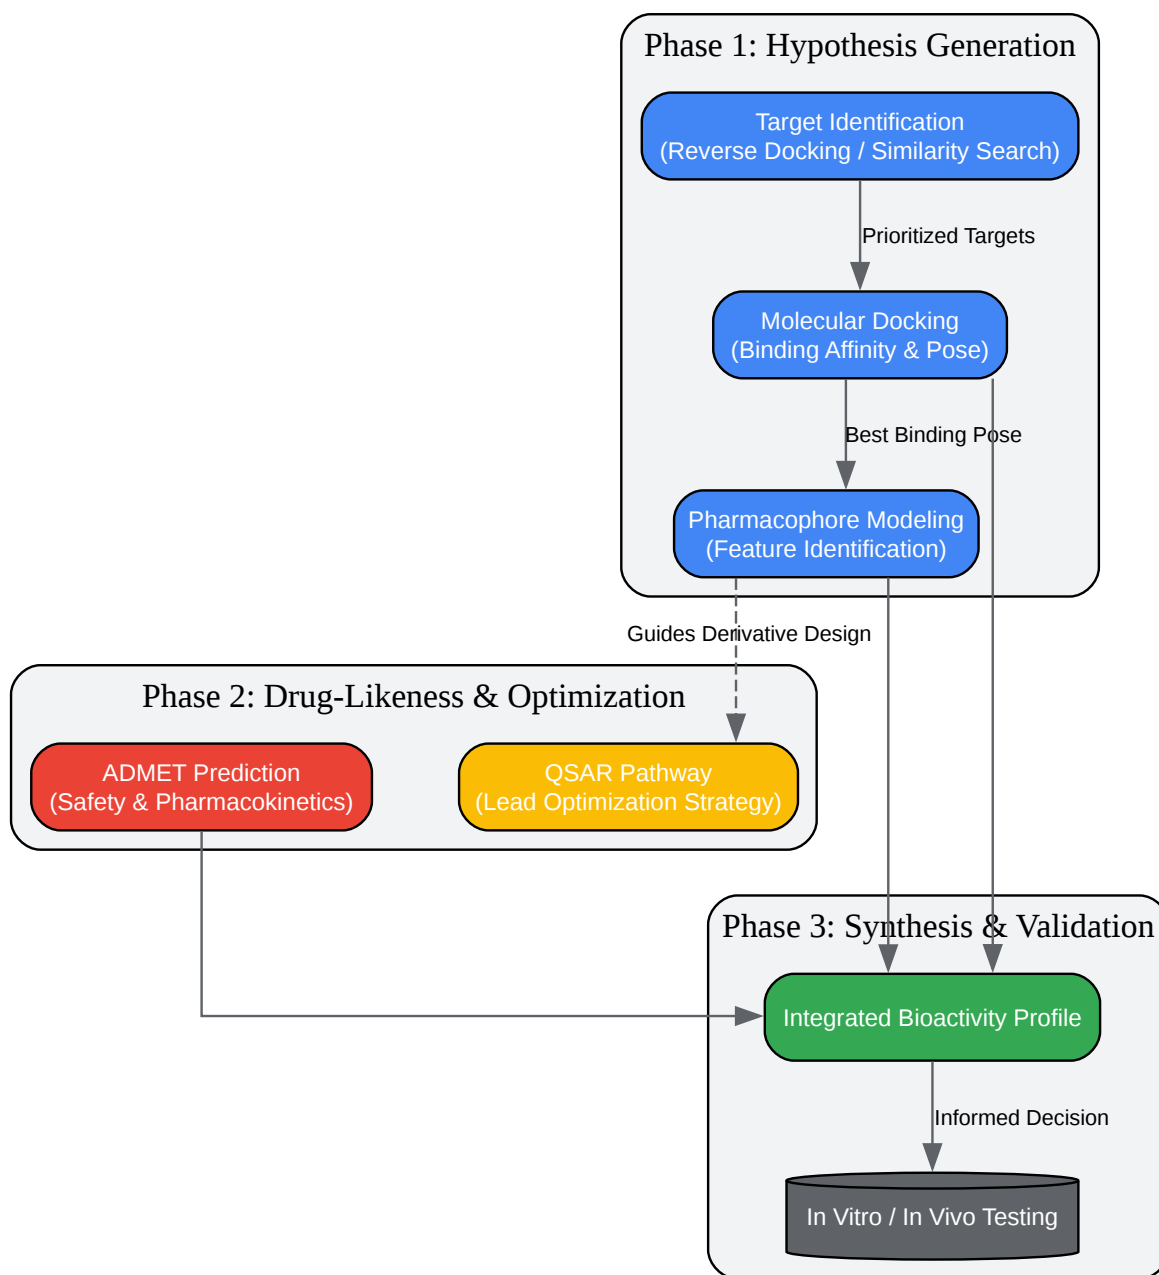 Phase 1: Hypothesis Generation
Target Identification
(Reverse Docking / Similarity Search)
Prioritized Targets
Molecular Docking
(Binding Affinity & Pose)
Best Binding Pose
Pharmacophore Modeling
(Feature Identification)
Guides Derivative Design
Phase 2: Drug-Likeness & Optimization
ADMET Prediction
(Safety & Pharmacokinetics)
QSAR Pathway
(Lead Optimization Strategy)
Phase 3: Synthesis & Validation
Integrated Bioactivity Profile
Informed Decision
In Vitro / In Vivo Testing